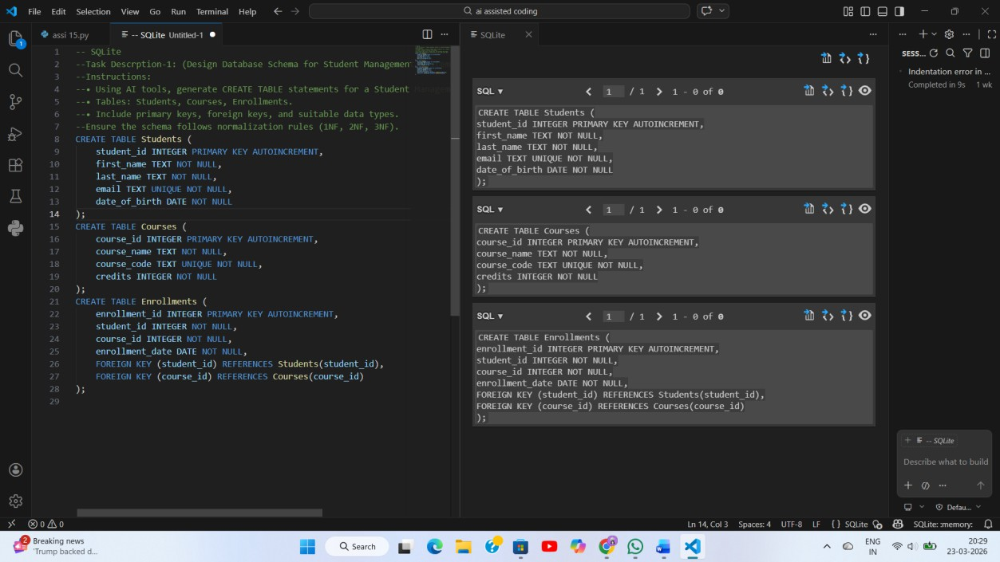 File Edit Selection View Go Run Terminal Help
ai assisted coding
1
assi 15.py
-- SQLite Untitled-1
SQLite
SESS...
Indentation error in ...
Completed in 9s 1 wk
1 -- SQLite
2 --Task Descrption-1: (Design Database Schema for Student Management
3 --Instructions:
4 --• Using AI tools, generate CREATE TABLE statements for a Student
5 --• Tables: Students, Courses, Enrollments.
6 --• Include primary keys, foreign keys, and suitable data types.
7 --Ensure the schema follows normalization rules (1NF, 2NF, 3NF).
8 CREATE TABLE Students (
9 student_id INTEGER PRIMARY KEY AUTOINCREMENT,
10 first_name TEXT NOT NULL,
11 last_name TEXT NOT NULL,
12 email TEXT UNIQUE NOT NULL,
13 date_of_birth DATE NOT NULL
14 );
15 CREATE TABLE Courses (
16 course_id INTEGER PRIMARY KEY AUTOINCREMENT,
17 course_name TEXT NOT NULL,
18 course_code TEXT UNIQUE NOT NULL,
19 credits INTEGER NOT NULL
20 );
21 CREATE TABLE Enrollments (
22 enrollment_id INTEGER PRIMARY KEY AUTOINCREMENT,
23 student_id INTEGER NOT NULL,
24 course_id INTEGER NOT NULL,
25 enrollment_date DATE NOT NULL,
26 FOREIGN KEY (student_id) REFERENCES Students(student_id),
27 FOREIGN KEY (course_id) REFERENCES Courses(course_id)
28 );
29
SQL ▼ 1 / 1 1 - 0 of 0
CREATE TABLE Students (
student_id INTEGER PRIMARY KEY AUTOINCREMENT,
first_name TEXT NOT NULL,
last_name TEXT NOT NULL,
email TEXT UNIQUE NOT NULL,
date_of_birth DATE NOT NULL
);
SQL ▼ 1 / 1 1 - 0 of 0
CREATE TABLE Courses (
course_id INTEGER PRIMARY KEY AUTOINCREMENT,
course_name TEXT NOT NULL,
course_code TEXT UNIQUE NOT NULL,
credits INTEGER NOT NULL
);
SQL ▼ 1 / 1 1 - 0 of 0
CREATE TABLE Enrollments (
enrollment_id INTEGER PRIMARY KEY AUTOINCREMENT,
student_id INTEGER NOT NULL,
course_id INTEGER NOT NULL,
enrollment_date DATE NOT NULL,
FOREIGN KEY (student_id) REFERENCES Students(student_id),
FOREIGN KEY (course_id) REFERENCES Courses(course_id)
);
-- SQLite
Describe what to build
Defau...
0 0
Ln 14, Col 3 Spaces: 4 UTF-8 LF {} SQLite SQLite: :memory:
2
Breaking news
'Trump backed d...
Search
ENG
IN
20:29
23-03-2026